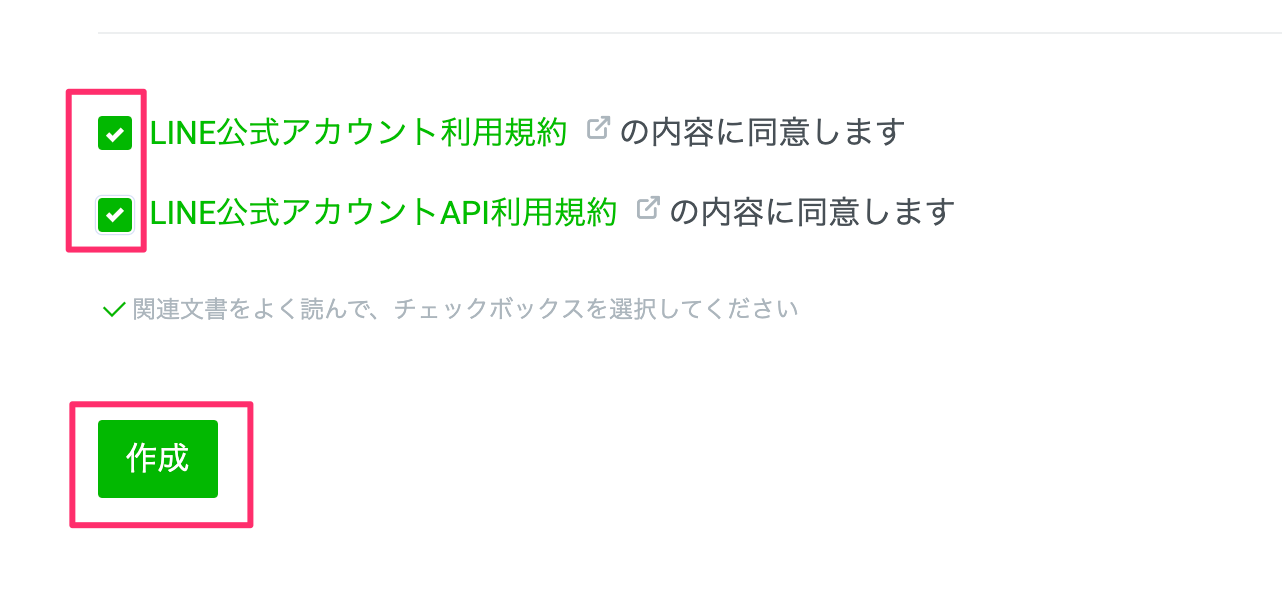 LINE公式アカウント利用規約 の内容に同意します
LINE公式アカウントAPI利用規約 の内容に同意します
関連文書をよく読んで、チェックボックスを選択してください
作成